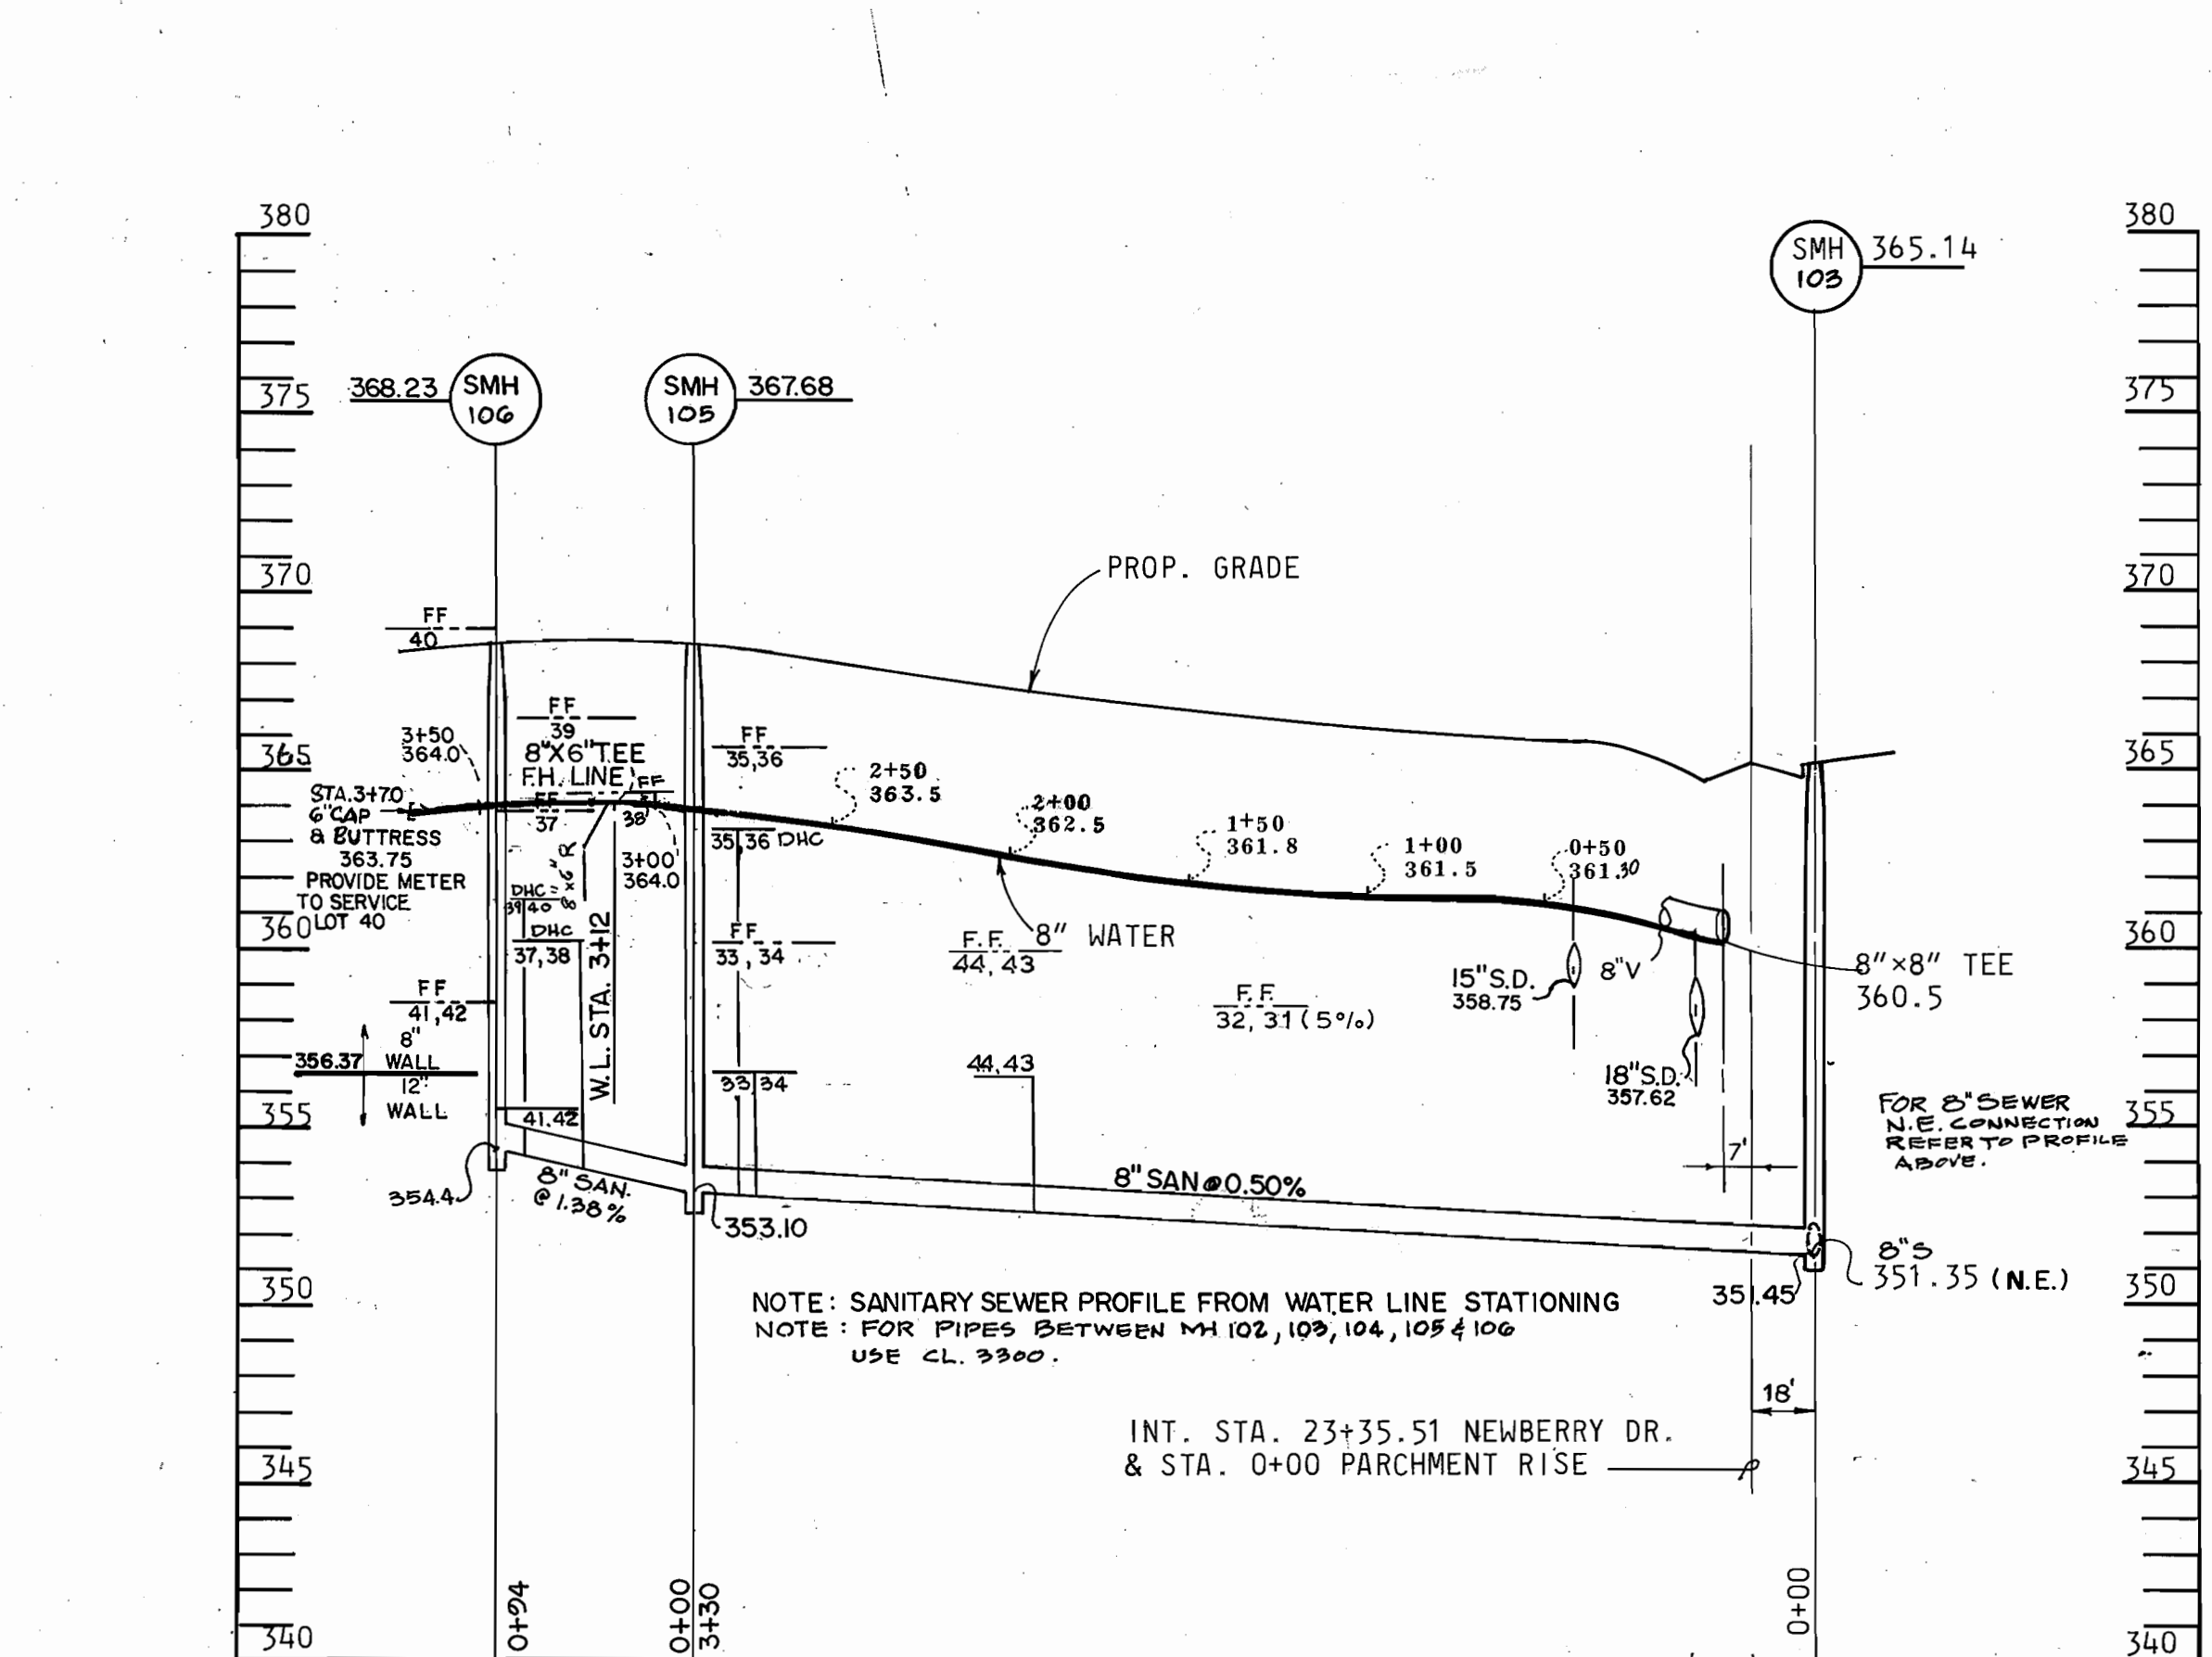 380
380
SMH
103
365.14
368.23
SMH
106
SMH
105
367.68
375
375
PROP. GRADE
370
370
FF
40
FF
39
3+50
364.0
8"X6" TEE
F.H. LINE
FF
35,36
365
365
STA.3+70
6"CAP
& BUTTRESS
363.75
PROVIDE METER
TO SERVICE
LOT 40
FF
37
FF
38
2+50
363.5
2+00
362.5
1+50
361.8
1+00
361.5
0+50
361.30
35,36 DHC
3+00
364.0
8"x6" R
DHC =
39,40
DHC
37,38
W.L. STA. 3+12
360
360
FF
33, 34
F.F.
44, 43
8" WATER
15"S.D.
358.75
8"V
8"x8" TEE
360.5
F.F.
32, 31 (5%)
FF
41,42
8"
WALL
356.37
12"
WALL
33,34
44,43
18"S.D.
357.62
355
355
41.42
FOR 8" SEWER
N.E. CONNECTION
REFER TO PROFILE
ABOVE.
7'
354.4
8" SAN.
@ 1.38%
8" SAN @ 0.50%
353.10
8"S
351.35 (N.E.)
351.45
350
350
NOTE: SANITARY SEWER PROFILE FROM WATER LINE STATIONING
NOTE: FOR PIPES BETWEEN MH 102, 103, 104, 105 & 106
USE CL. 3300.
18'
INT. STA. 23+35.51 NEWBERRY DR.
& STA. 0+00 PARCHMENT RISE
345
345
0+94
0+00
3+30
0+00
340
340